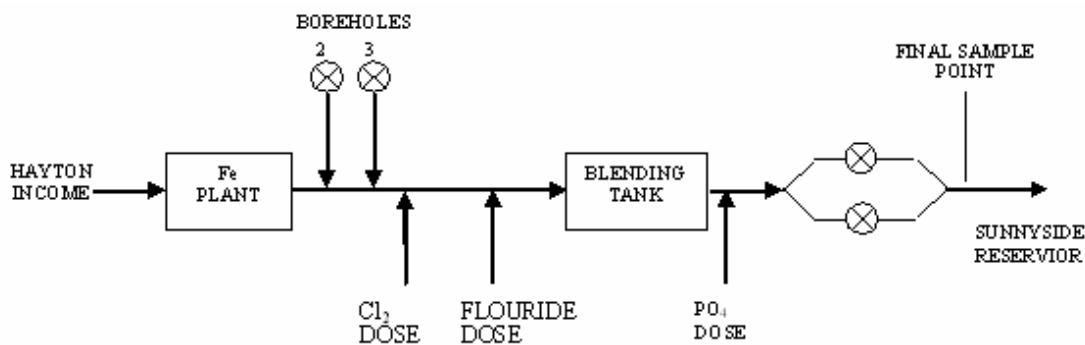 BOREHOLES
2 3
FINAL SAMPLE
POINT
HAYTON
INCOME
Fe
PLANT
BLENDING
TANK
SUNNYSIDE
RESERVIOR
Cl₂
DOSE
FLOURIDE
DOSE
PO₄
DOSE